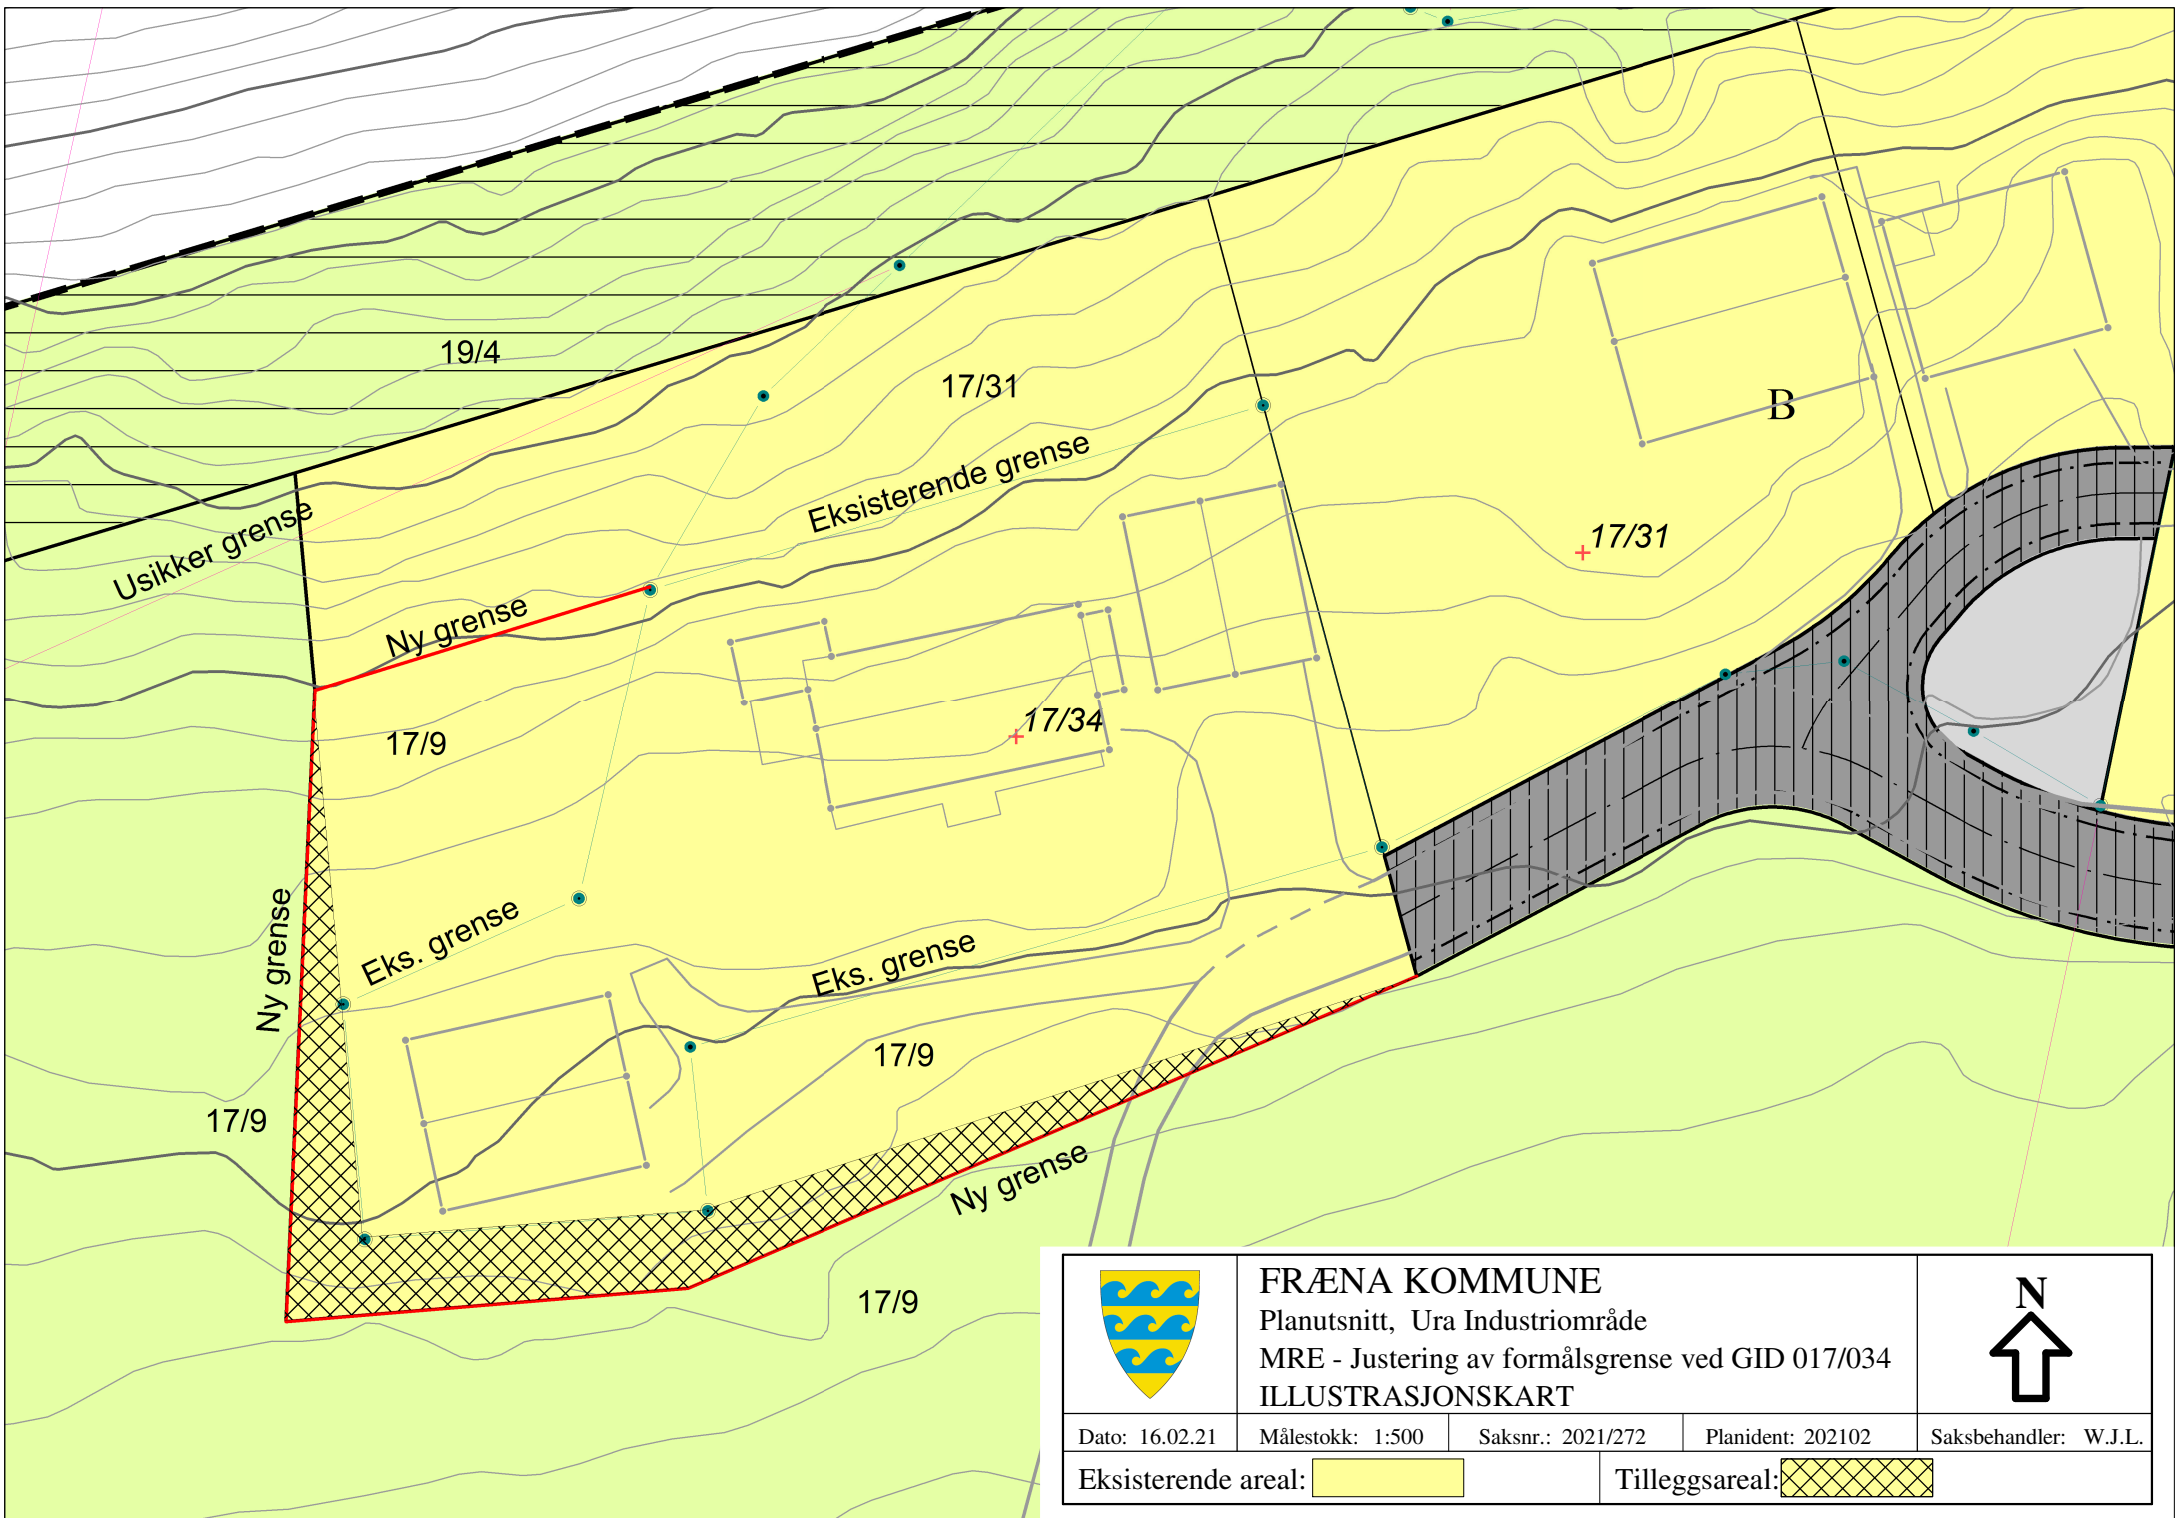 19/4
17/31
B
Eksisterende grense
Usikker grense
17/31
Ny grense
17/34
17/9
Ny grense
Eks. grense
Eks. grense
17/9
17/9
Ny grense
17/9
FRÆNA KOMMUNE
Planutsnitt, Ura Industriområde
MRE - Justering av formålsgrense ved GID 017/034
ILLUSTRASJONSKART
N
Dato: 16.02.21 Målestokk: 1:500 Saksnr.: 2021/272 Planident: 202102 Saksbehandler: W.J.L.
Eksisterende areal: Tilleggsareal: